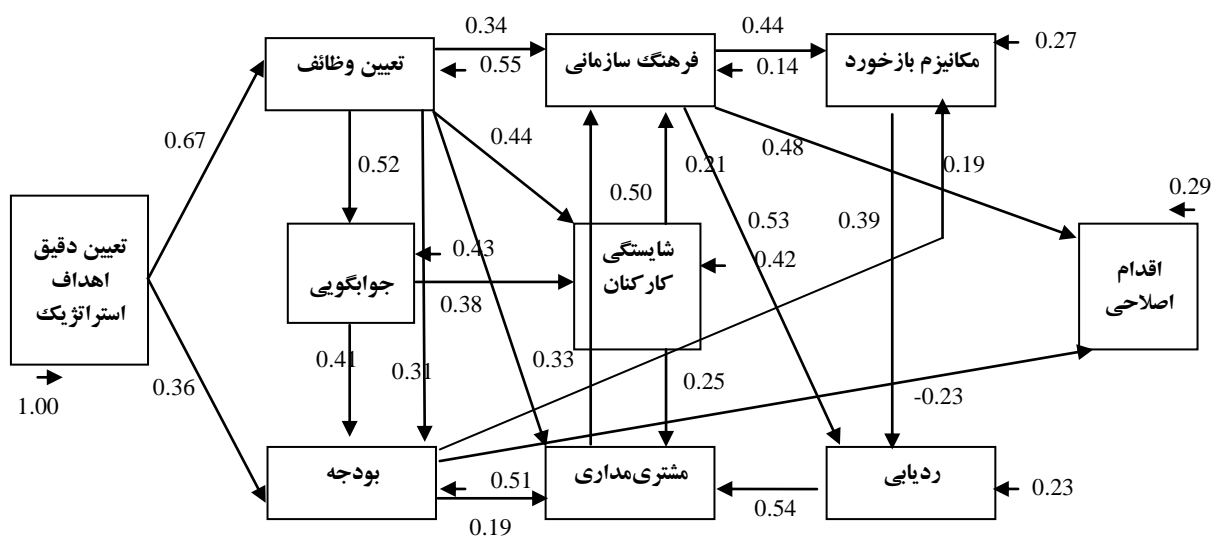 0.34
0.44
تعیین وظائف
0.55
فرهنگ سازمانی
0.14
مکانیزم بازخورد
0.27
0.67
0.52
0.44
0.21
0.48
0.19
0.50
0.29
تعیین دقیق
اهداف
استراتژیک
1.00
جوابگویی
0.43
0.38
شایستگی
کارکنان
0.42
0.53
0.39
اقدام
اصلاحی
0.36
0.41
0.31
0.33
0.25
-0.23
بودجه
0.51
0.19
مشتری‌مداری
0.54
ردیابی
0.23